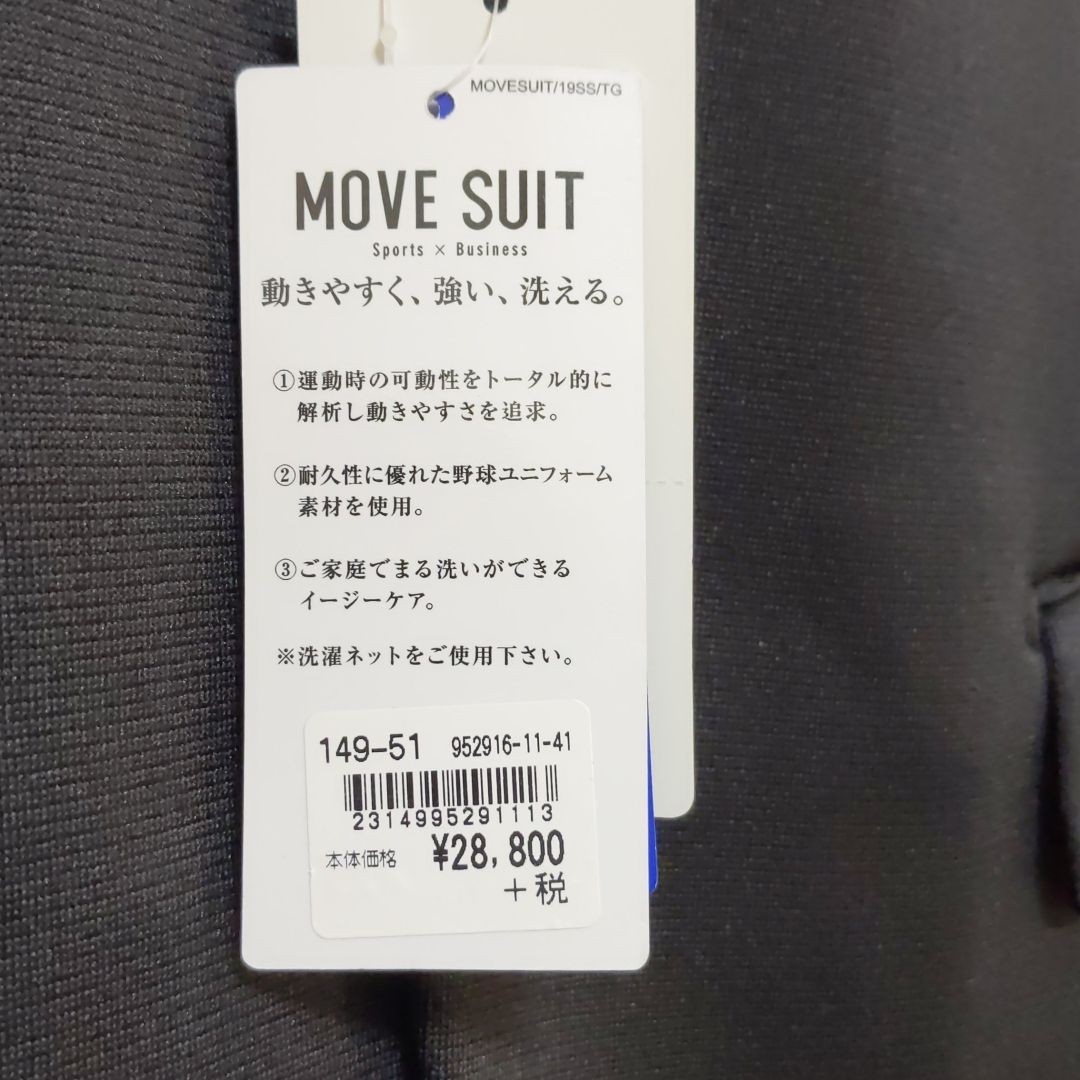 MOVESUIT/19SS/TG
MOVE SUIT
Sports × Business
動きやすく、強い、洗える。
①運動時の可動性をトータル的に
解析し動きやすさを追求。
②耐久性に優れた野球ユニフォーム
素材を使用。
③ご家庭でまる洗いができる
イージーケア。
※洗濯ネットをご使用下さい。
149-51 952916-11-41
2314995291113
本体価格 ¥28,800
+税